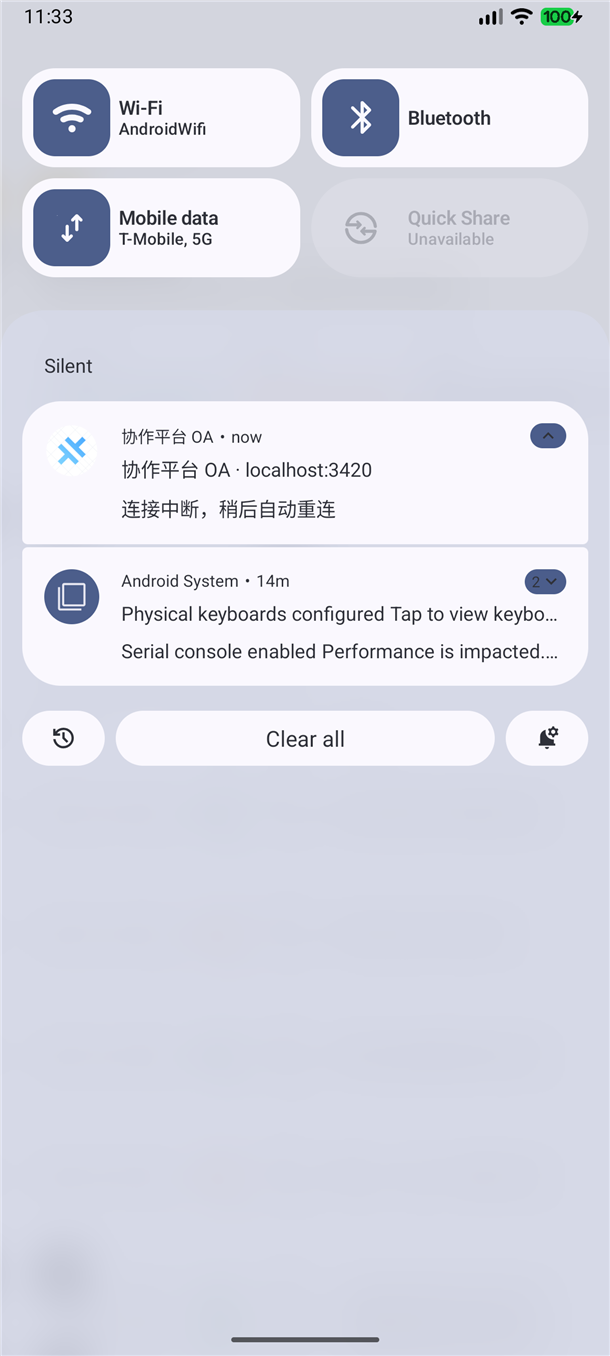 11:33
100
Wi-Fi
AndroidWifi
Bluetooth
Mobile data
T-Mobile, 5G
Quick Share
Unavailable
Silent
协作平台 OA • now
协作平台 OA · localhost:3420
连接中断，稍后自动重连
Android System • 14m
2
Physical keyboards configured Tap to view keybo…
Serial console enabled Performance is impacted.…
Clear all